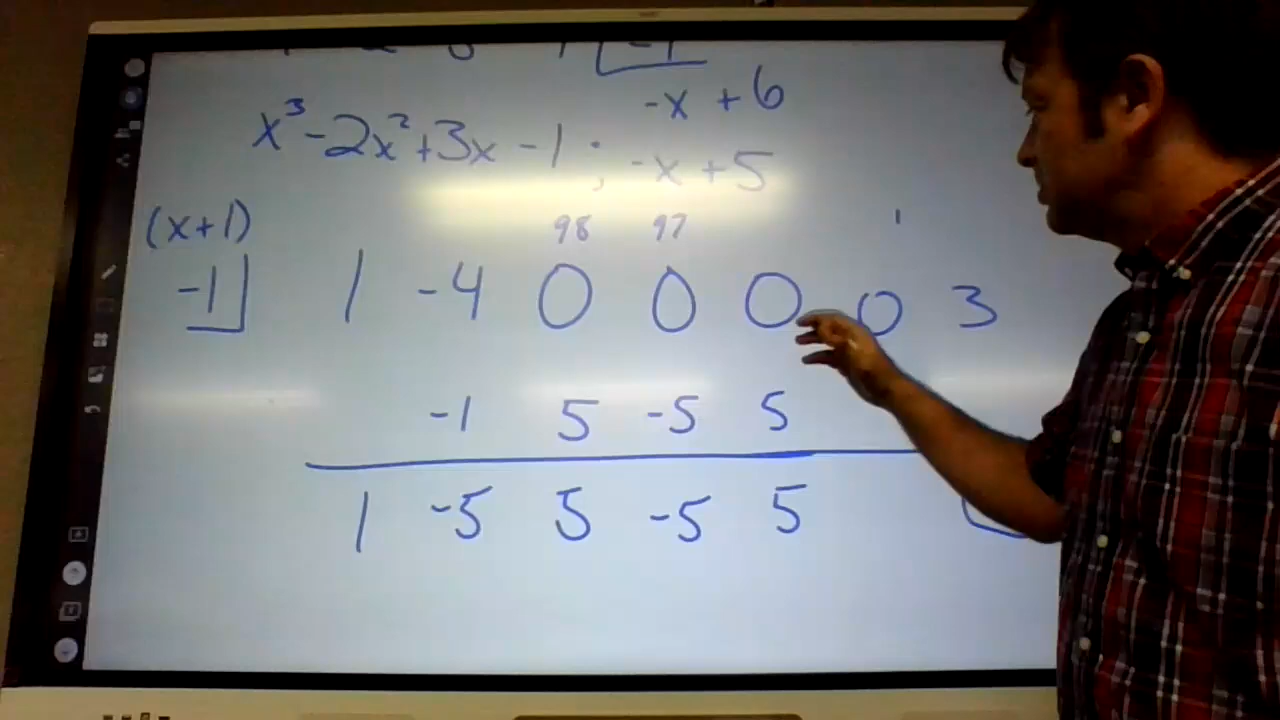 -x + 6
x³ - 2x² + 3x - 1 ; -x + 5
(x+1) 98 97 1
-1 1 -4 0 0 0 0 3
-1 5 -5 5
1 -5 5 -5 5